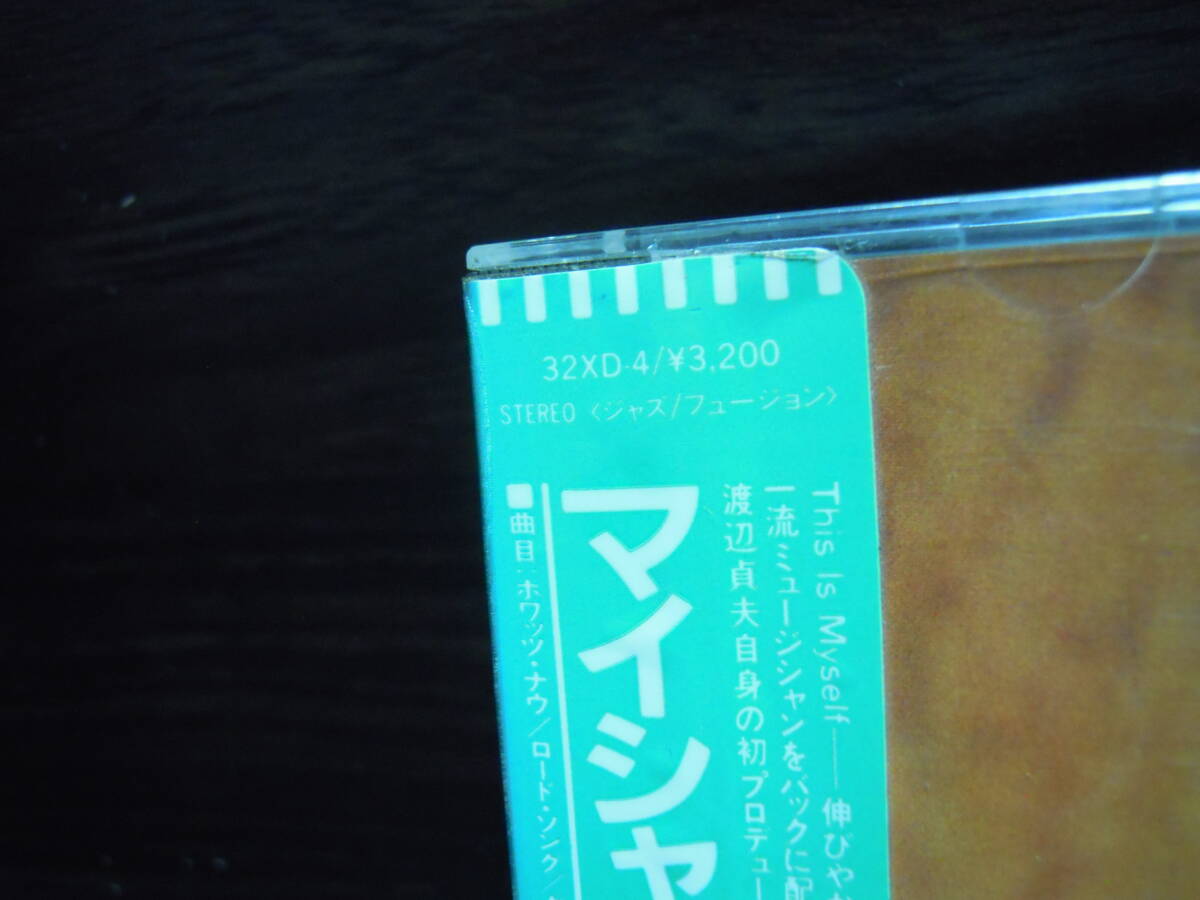 32XD-4/¥3,200
STEREO〈ジャズ/フュージョン〉
This Is Myself──伸びやか
一流ミュージシャンをバックに配
渡辺貞夫自身の初プロデュー
マイシャ
■曲目:ホワッツ・ナウ/ロード・ソング/